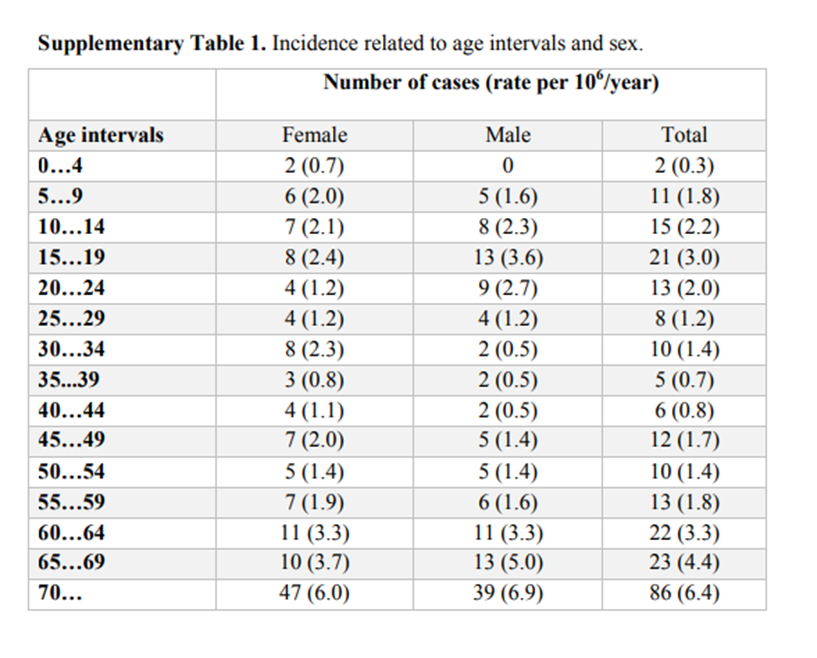 Supplementary Table 1. Incidence related to age intervals and sex.
Number of cases (rate per 10⁶/year)
Age intervals Female Male Total
0…4 2 (0.7) 0 2 (0.3)
5…9 6 (2.0) 5 (1.6) 11 (1.8)
10…14 7 (2.1) 8 (2.3) 15 (2.2)
15…19 8 (2.4) 13 (3.6) 21 (3.0)
20…24 4 (1.2) 9 (2.7) 13 (2.0)
25…29 4 (1.2) 4 (1.2) 8 (1.2)
30…34 8 (2.3) 2 (0.5) 10 (1.4)
35...39 3 (0.8) 2 (0.5) 5 (0.7)
40…44 4 (1.1) 2 (0.5) 6 (0.8)
45…49 7 (2.0) 5 (1.4) 12 (1.7)
50…54 5 (1.4) 5 (1.4) 10 (1.4)
55…59 7 (1.9) 6 (1.6) 13 (1.8)
60…64 11 (3.3) 11 (3.3) 22 (3.3)
65…69 10 (3.7) 13 (5.0) 23 (4.4)
70… 47 (6.0) 39 (6.9) 86 (6.4)